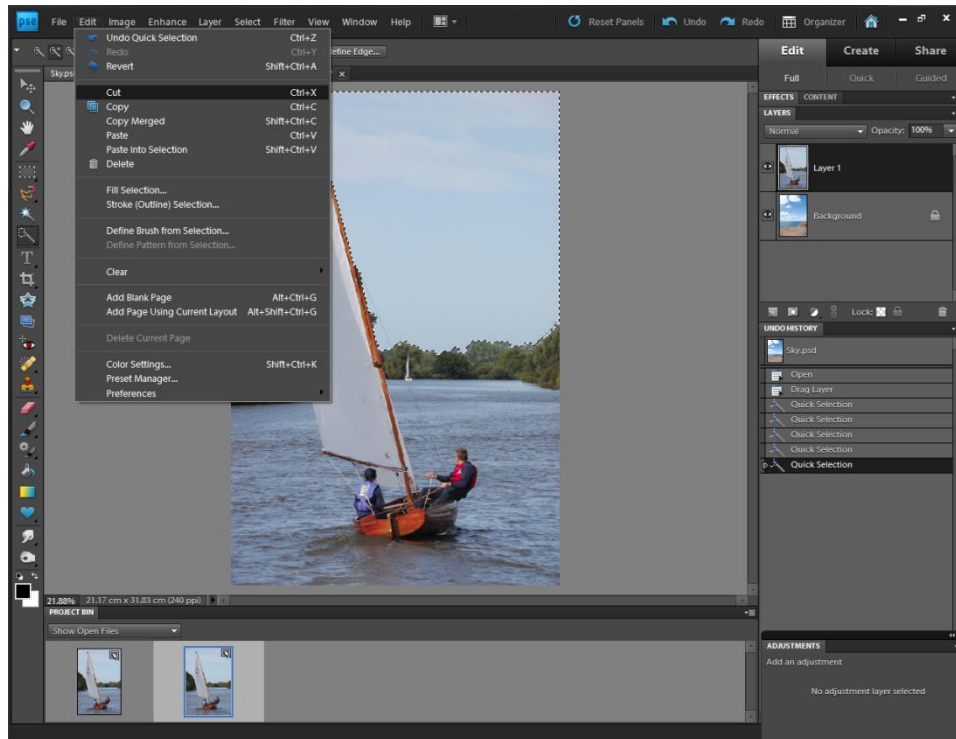 pse File Edit Image Enhance Layer Select Filter View Window Help Reset Panels Undo Redo Organizer
efine Edge...
Edit Create Share
Sky.ps
Full Quick Guided
Undo Quick Selection Ctrl+Z
Redo Ctrl+Y
Revert Shift+Ctrl+A
Cut Ctrl+X
Copy Ctrl+C
Copy Merged Shift+Ctrl+C
Paste Ctrl+V
Paste Into Selection Shift+Ctrl+V
Delete
Fill Selection...
Stroke (Outline) Selection...
Define Brush from Selection...
Define Pattern from Selection...
Clear
Add Blank Page Alt+Ctrl+G
Add Page Using Current Layout Alt+Shift+Ctrl+G
Delete Current Page
Color Settings... Shift+Ctrl+K
Preset Manager...
Preferences
EFFECTS CONTENT
LAYERS
Normal Opacity: 100%
Layer 1
Background
Lock:
UNDO HISTORY
Sky.psd
Open
Drag Layer
Quick Selection
Quick Selection
Quick Selection
Quick Selection
Quick Selection
21.88% 21.17 cm x 31.83 cm (240 ppi)
PROJECT BIN
Show Open Files
ADJUSTMENTS
Add an adjustment
No adjustment layer selected